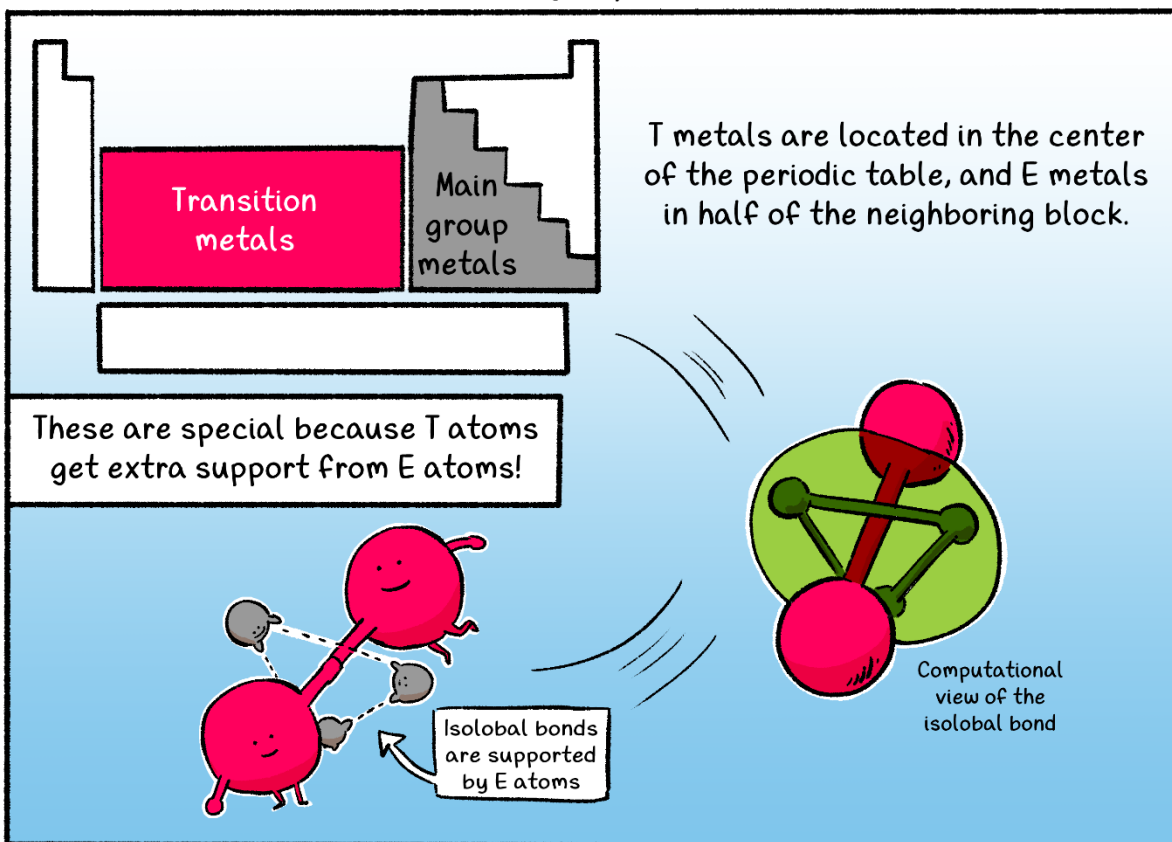 Transition
metals
Main
group
metals
T metals are located in the center
of the periodic table, and E metals
in half of the neighboring block.
These are special because T atoms
get extra support from E atoms!
Isolobal bonds
are supported
by E atoms
Computational
view of the
isolobal bond